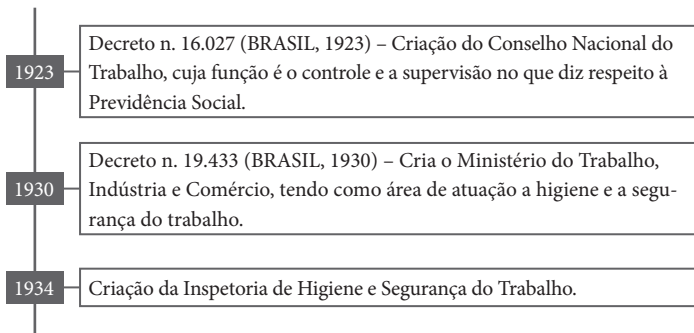 1923
Decreto n. 16.027 (BRASIL, 1923) – Criação do Conselho Nacional do
Trabalho, cuja função é o controle e a supervisão no que diz respeito à
Previdência Social.
1930
Decreto n. 19.433 (BRASIL, 1930) – Cria o Ministério do Trabalho,
Indústria e Comércio, tendo como área de atuação a higiene e a segu-
rança do trabalho.
1934
Criação da Inspetoria de Higiene e Segurança do Trabalho.